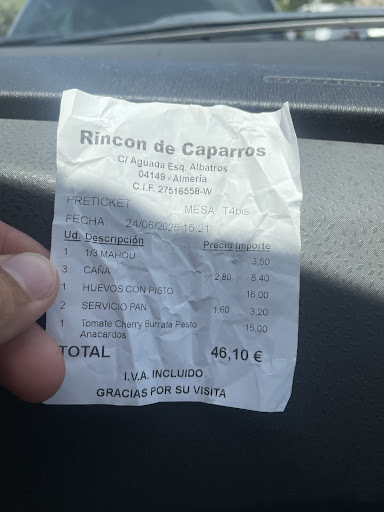 Rincon de Caparros
C/ Aguada Esq. Albatros
04149 - Almeria
C.I.F. 27516558-W
PRETICKET MESA T4bis
FECHA 24/06/2025 15:21
Ud. Descripción Precio Importe
1 1/3 MAHOU 3,50
3 CAÑA 2,80 8,40
1 HUEVOS CON PISTO 16,00
2 SERVICIO PAN 1,60 3,20
1 Tomate Cherry Burrata Pesto 15,00
Anacardos
TOTAL 46,10 €
I.V.A. INCLUIDO
GRACIAS POR SU VISITA